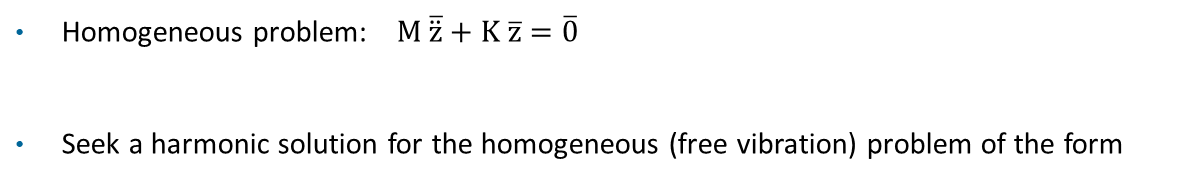 • Homogeneous problem: M z̈̅ + K z̅ = 0̅
• Seek a harmonic solution for the homogeneous (free vibration) problem of the form